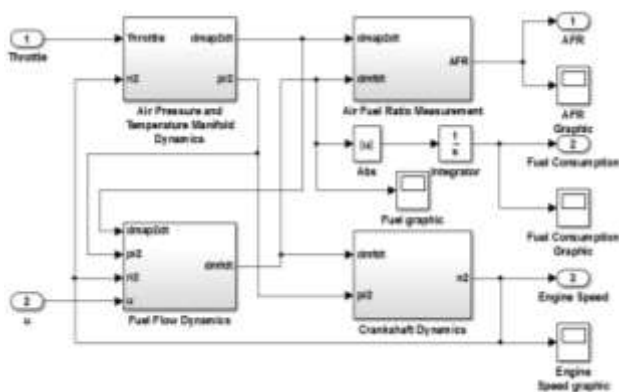 1
Throttle
Throttle
n2
dmap2dt
pi2
Air Pressure and
Temperature Manifold
Dynamics
dmap2dt
dmfdt
AFR
Air Fuel Ratio Measurement
1
AFR
AFR
Graphic
|u|
Abs
1
s
Integrator
2
Fuel Consumption
Fuel graphic
Fuel Consumption
Graphic
dmap2dt
pi2
n2
u
dmfdt
Fuel Flow Dynamics
2
u
dmfdt
pi2
n2
Crankshaft Dynamics
3
Engine Speed
Engine
Speed graphic